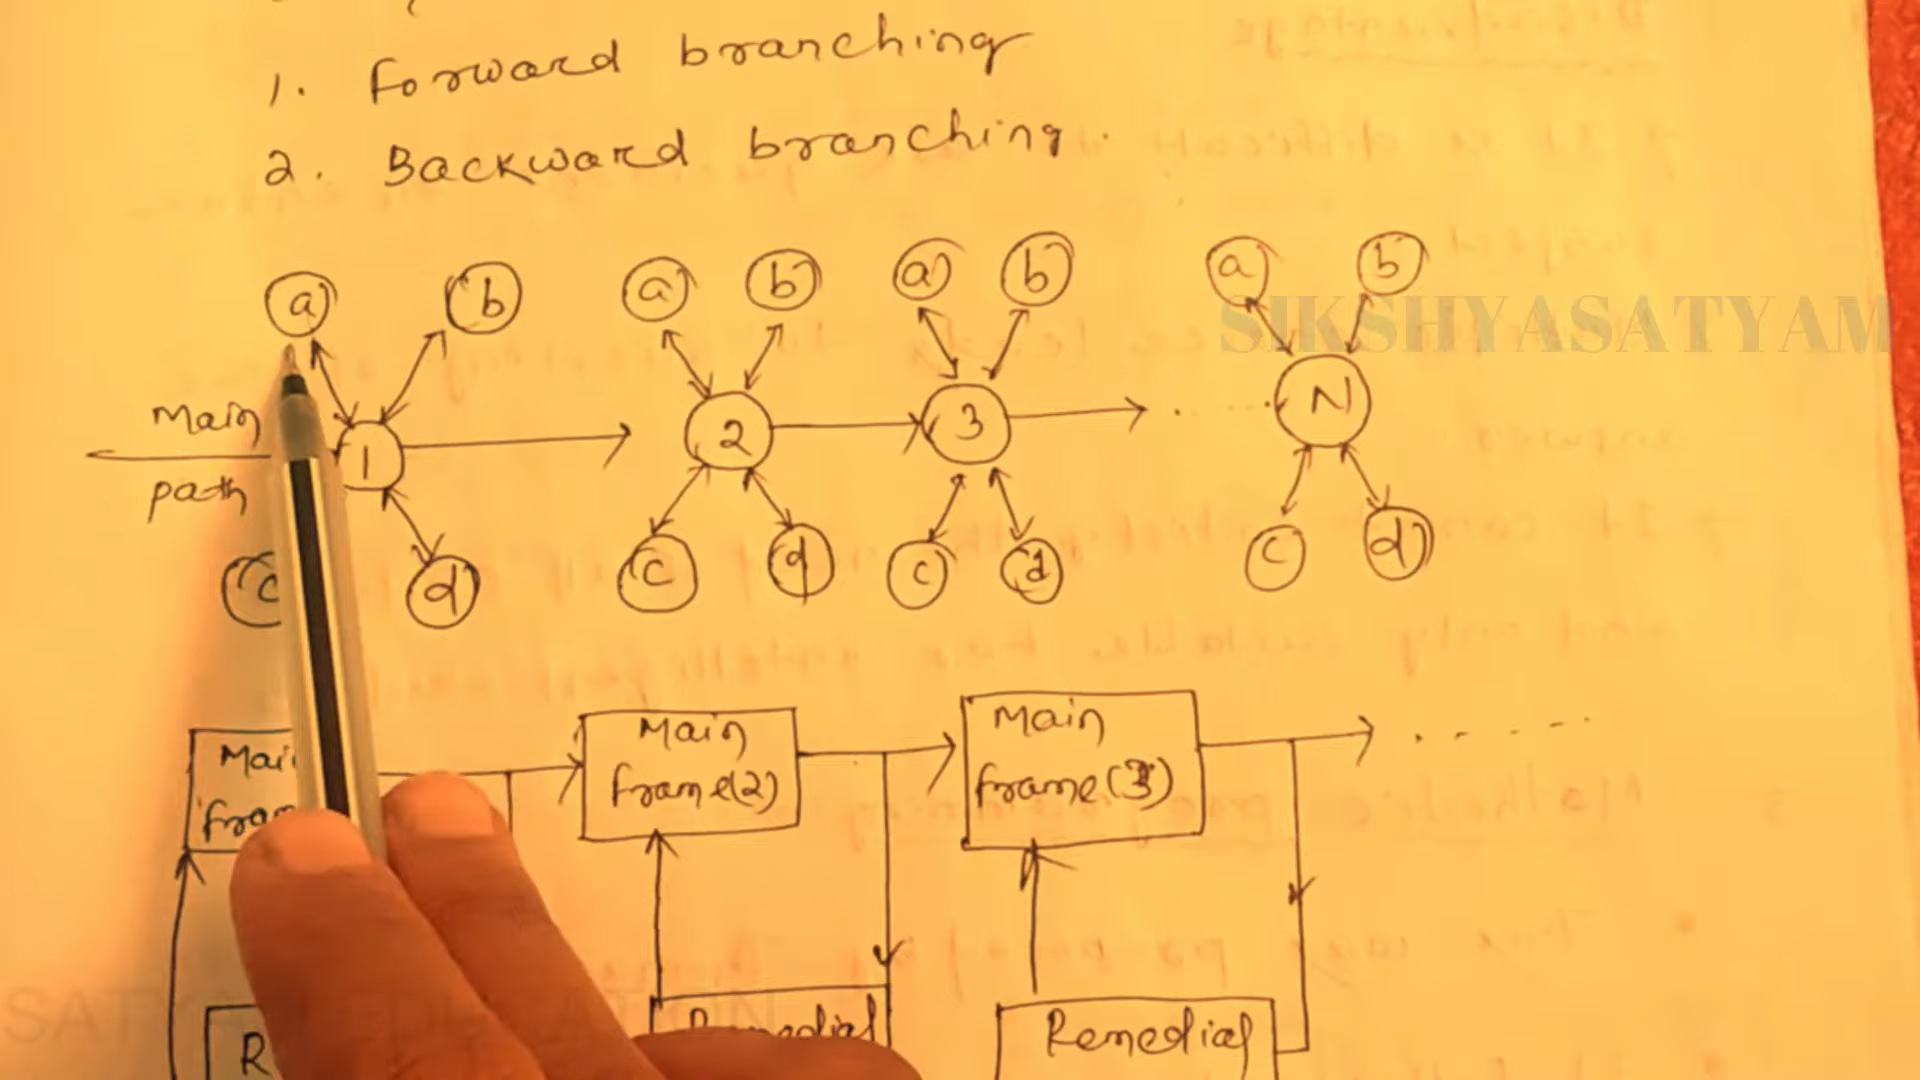 1. Forward branching
2. Backward branching.
a b a b a b a b
SIKSHYASATYAM
Main
path
1 2 3 N
c d c d c d c d
Main
frame(2)
Main
frame(3)
Remedial
Remedial